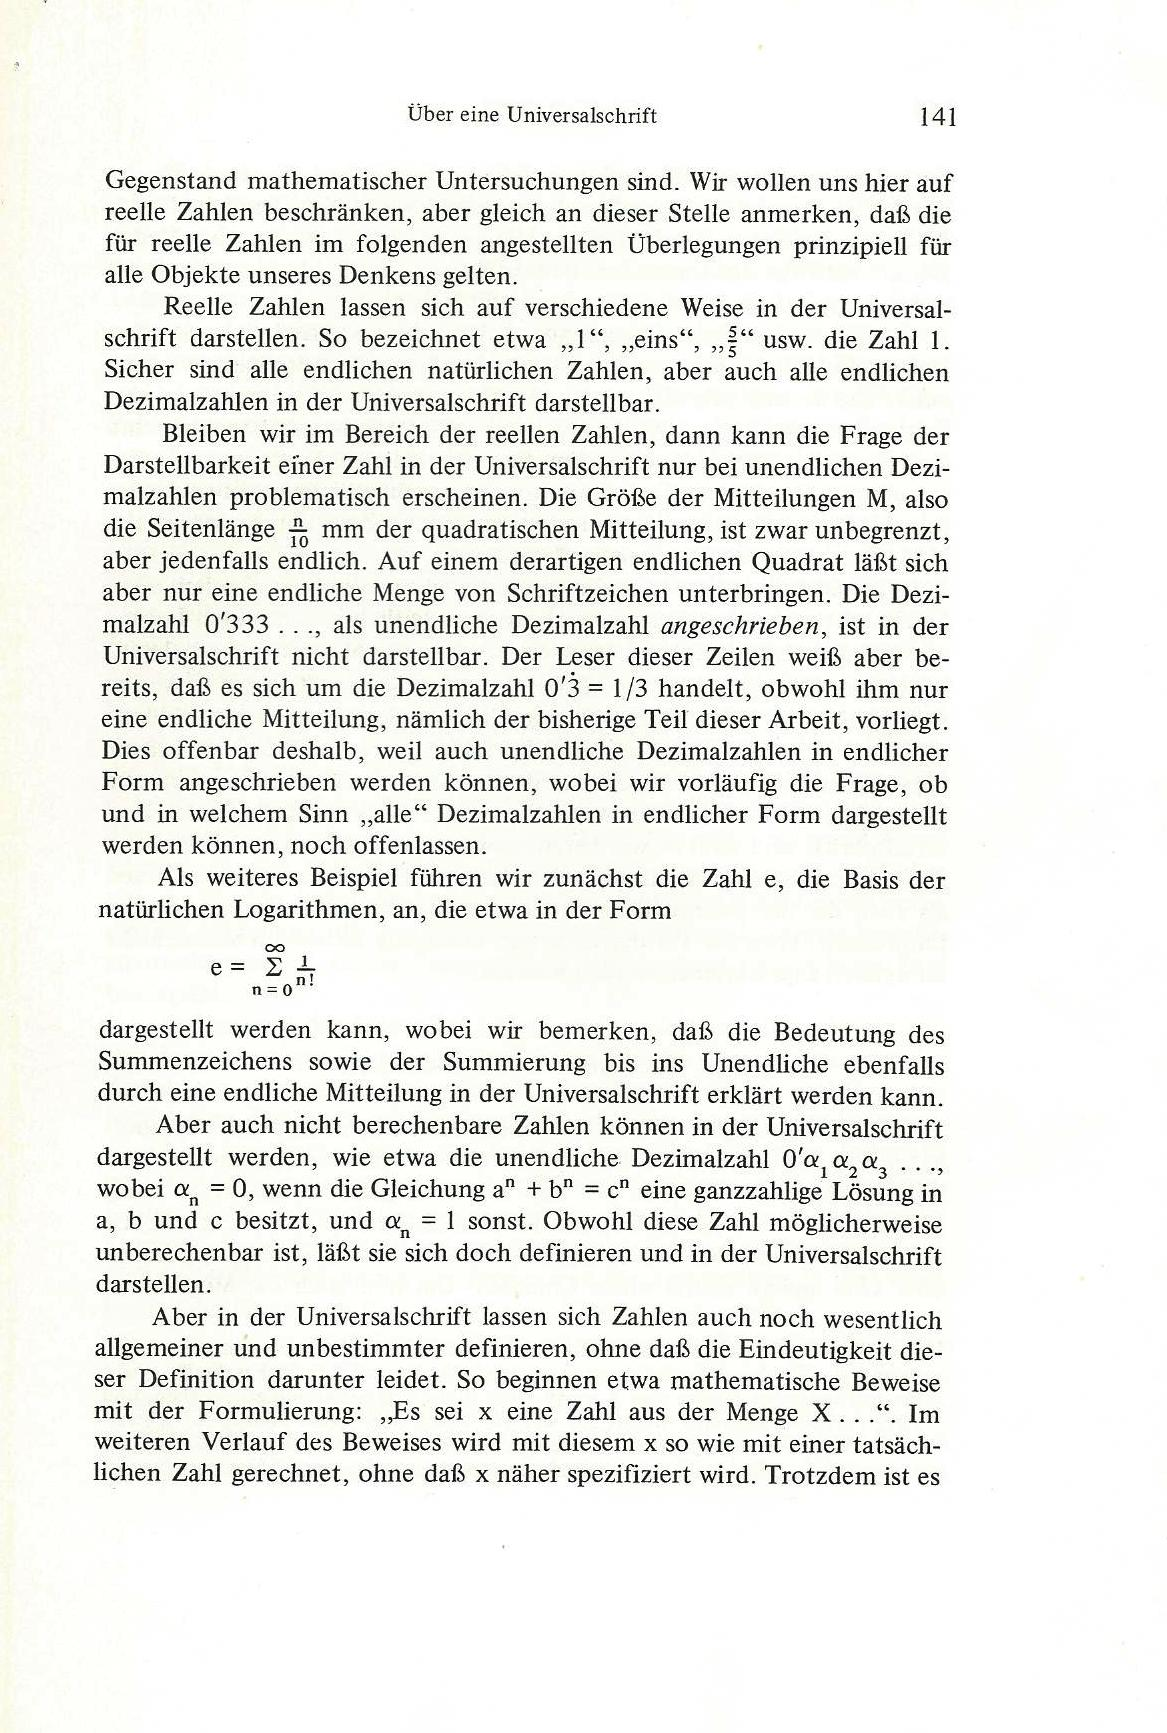 Über eine Universalschrift 141
Gegenstand mathematischer Untersuchungen sind. Wir wollen uns hier auf
reelle Zahlen beschränken, aber gleich an dieser Stelle anmerken, daß die
für reelle Zahlen im folgenden angestellten Überlegungen prinzipiell für
alle Objekte unseres Denkens gelten.
Reelle Zahlen lassen sich auf verschiedene Weise in der Universal-
schrift darstellen. So bezeichnet etwa „1“, „eins“, „5/5“ usw. die Zahl 1.
Sicher sind alle endlichen natürlichen Zahlen, aber auch alle endlichen
Dezimalzahlen in der Universalschrift darstellbar.
Bleiben wir im Bereich der reellen Zahlen, dann kann die Frage der
Darstellbarkeit einer Zahl in der Universalschrift nur bei unendlichen Dezi-
malzahlen problematisch erscheinen. Die Größe der Mitteilungen M, also
die Seitenlänge n/10 mm der quadratischen Mitteilung, ist zwar unbegrenzt,
aber jedenfalls endlich. Auf einem derartigen endlichen Quadrat läßt sich
aber nur eine endliche Menge von Schriftzeichen unterbringen. Die Dezi-
malzahl 0'333 . . ., als unendliche Dezimalzahl angeschrieben, ist in der
Universalschrift nicht darstellbar. Der Leser dieser Zeilen weiß aber be-
reits, daß es sich um die Dezimalzahl 0'3̇ = 1/3 handelt, obwohl ihm nur
eine endliche Mitteilung, nämlich der bisherige Teil dieser Arbeit, vorliegt.
Dies offenbar deshalb, weil auch unendliche Dezimalzahlen in endlicher
Form angeschrieben werden können, wobei wir vorläufig die Frage, ob
und in welchem Sinn „alle“ Dezimalzahlen in endlicher Form dargestellt
werden können, noch offenlassen.
Als weiteres Beispiel führen wir zunächst die Zahl e, die Basis der
natürlichen Logarithmen, an, die etwa in der Form
∞
e = Σ 1/n!
n = 0
dargestellt werden kann, wobei wir bemerken, daß die Bedeutung des
Summenzeichens sowie der Summierung bis ins Unendliche ebenfalls
durch eine endliche Mitteilung in der Universalschrift erklärt werden kann.
Aber auch nicht berechenbare Zahlen können in der Universalschrift
dargestellt werden, wie etwa die unendliche Dezimalzahl 0'α₁α₂α₃ . . .,
wobei αₙ = 0, wenn die Gleichung aⁿ + bⁿ = cⁿ eine ganzzahlige Lösung in
a, b und c besitzt, und αₙ = 1 sonst. Obwohl diese Zahl möglicherweise
unberechenbar ist, läßt sie sich doch definieren und in der Universalschrift
darstellen.
Aber in der Universalschrift lassen sich Zahlen auch noch wesentlich
allgemeiner und unbestimmter definieren, ohne daß die Eindeutigkeit die-
ser Definition darunter leidet. So beginnen etwa mathematische Beweise
mit der Formulierung: „Es sei x eine Zahl aus der Menge X . . .“. Im
weiteren Verlauf des Beweises wird mit diesem x so wie mit einer tatsäch-
lichen Zahl gerechnet, ohne daß x näher spezifiziert wird. Trotzdem ist es